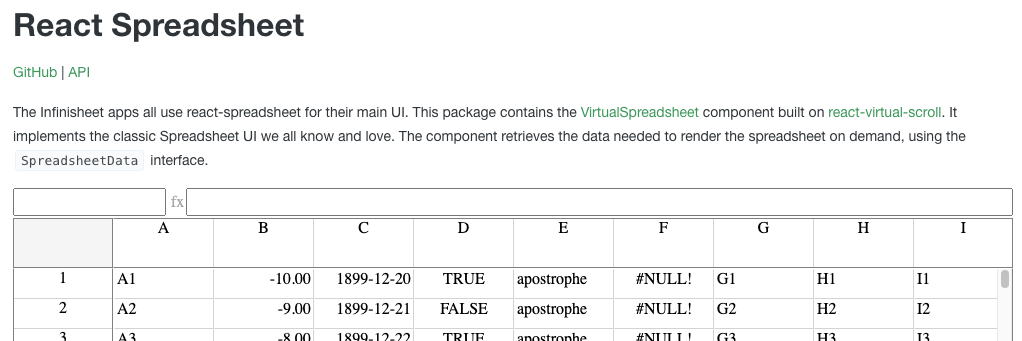 React Spreadsheet
GitHub | API
The Infinisheet apps all use react-spreadsheet for their main UI. This package contains the VirtualSpreadsheet component built on react-virtual-scroll. It
implements the classic Spreadsheet UI we all know and love. The component retrieves the data needed to render the spreadsheet on demand, using the
SpreadsheetData interface.
fx
A B C D E F G H I
1 A1 -10.00 1899-12-20 TRUE apostrophe #NULL! G1 H1 I1
2 A2 -9.00 1899-12-21 FALSE apostrophe #NULL! G2 H2 I2
3 A3 -8.00 1899-12-22 TRUE apostrophe #NULL! G3 H3 I3